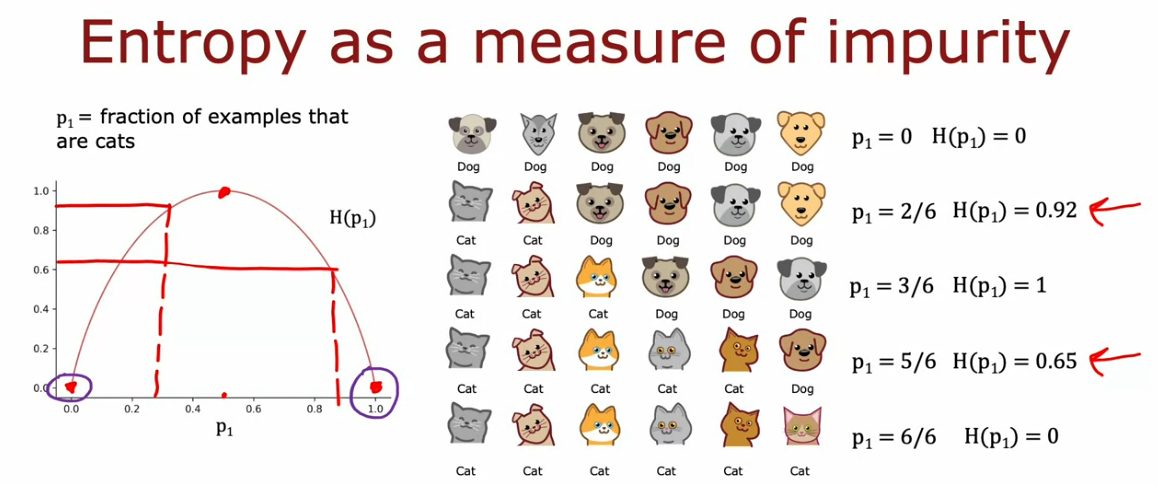 Entropy as a measure of impurity
p₁ = fraction of examples that
are cats
1.0
0.8
0.6
0.4
0.2
0.0
0.0 0.2 0.4 0.6 0.8 1.0
p₁
H(p₁)
Dog Dog Dog Dog Dog Dog
p₁ = 0 H(p₁) = 0
Cat Cat Dog Dog Dog Dog
p₁ = 2/6 H(p₁) = 0.92
Cat Cat Cat Dog Dog Dog
p₁ = 3/6 H(p₁) = 1
Cat Cat Cat Cat Cat Dog
p₁ = 5/6 H(p₁) = 0.65
Cat Cat Cat Cat Cat Cat
p₁ = 6/6 H(p₁) = 0